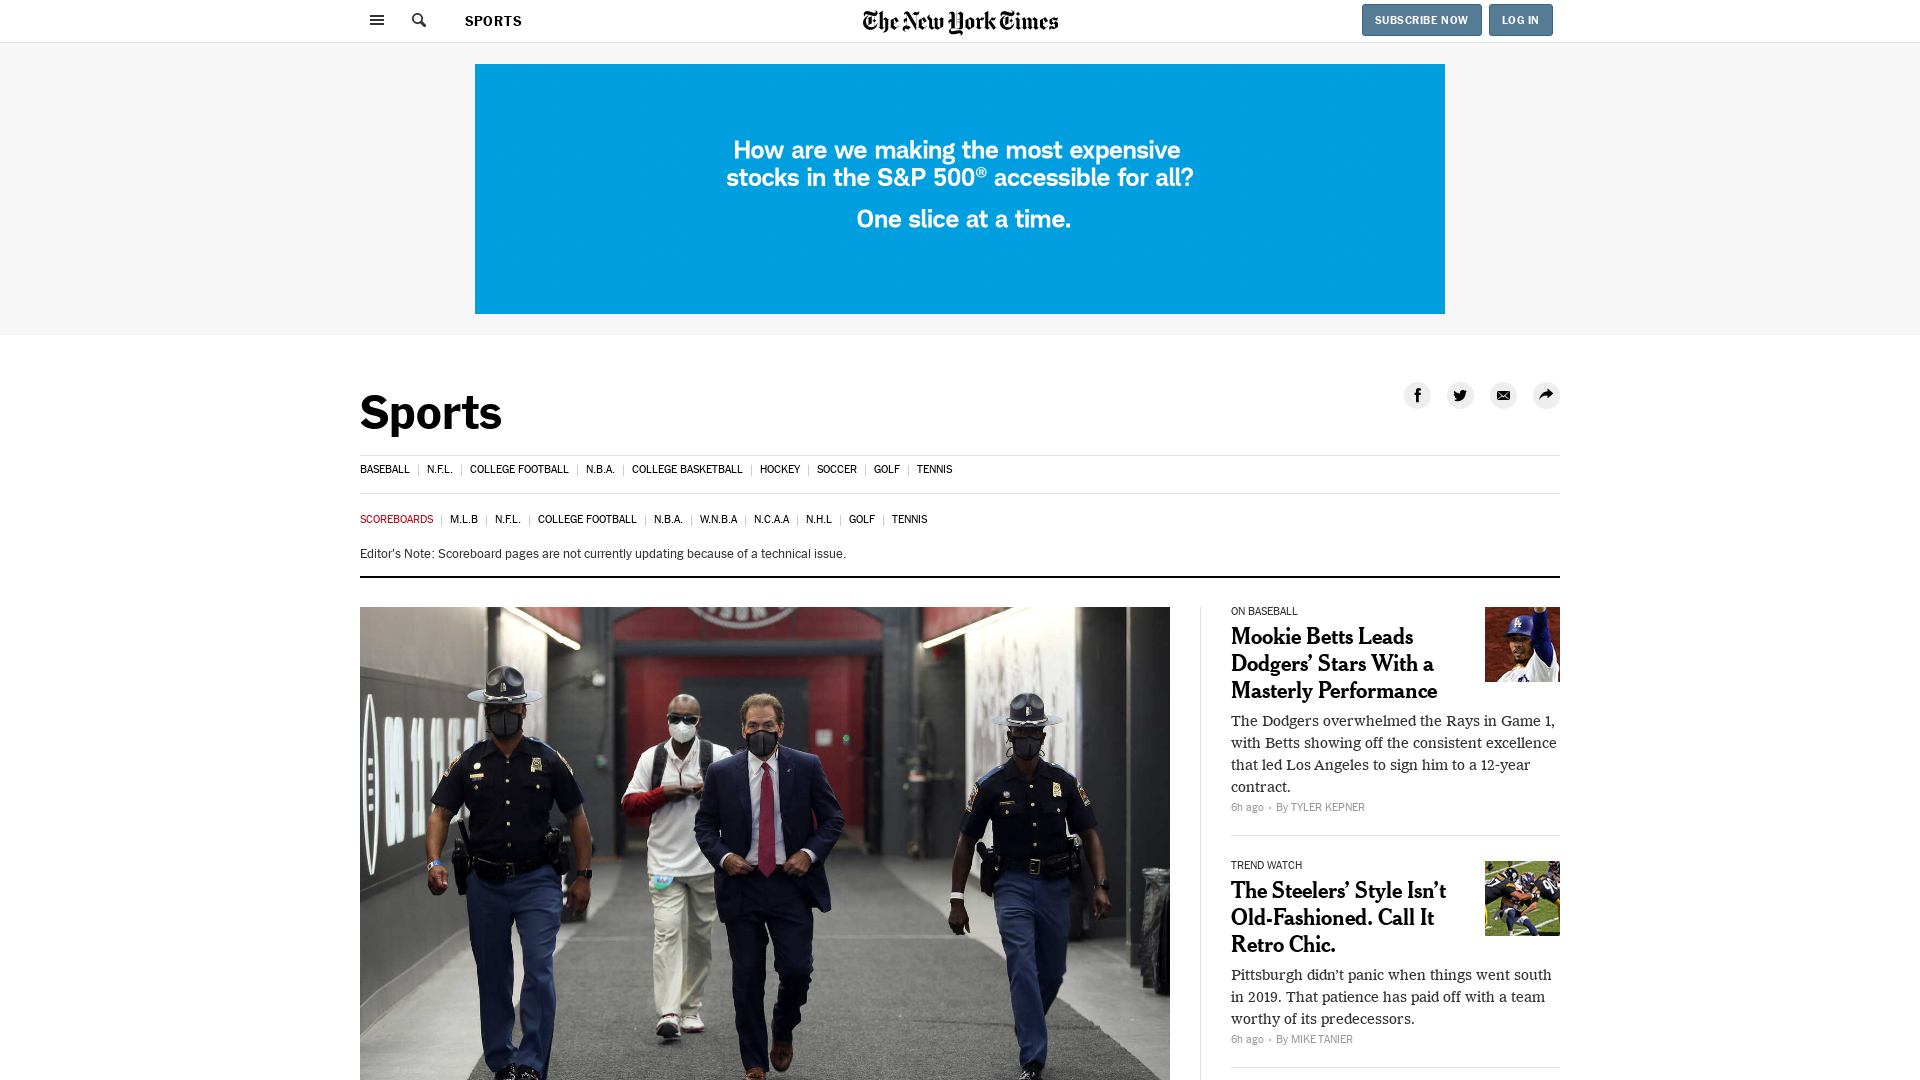 SPORTS
The New York Times
SUBSCRIBE NOW
LOG IN
How are we making the most expensive
stocks in the S&P 500® accessible for all?
One slice at a time.
Sports
BASEBALL | N.F.L. | COLLEGE FOOTBALL | N.B.A. | COLLEGE BASKETBALL | HOCKEY | SOCCER | GOLF | TENNIS
SCOREBOARDS | M.L.B | N.F.L. | COLLEGE FOOTBALL | N.B.A. | W.N.B.A | N.C.A.A | N.H.L | GOLF | TENNIS
Editor's Note: Scoreboard pages are not currently updating because of a technical issue.
ON BASEBALL
Mookie Betts Leads
Dodgers’ Stars With a
Masterly Performance
The Dodgers overwhelmed the Rays in Game 1,
with Betts showing off the consistent excellence
that led Los Angeles to sign him to a 12-year
contract.
6h ago • By TYLER KEPNER
TREND WATCH
The Steelers’ Style Isn’t
Old-Fashioned. Call It
Retro Chic.
Pittsburgh didn’t panic when things went south
in 2019. That patience has paid off with a team
worthy of its predecessors.
6h ago • By MIKE TANIER